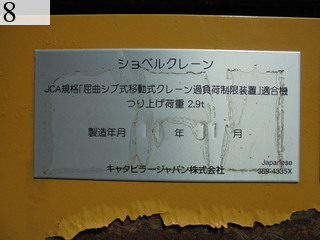 8
ショベルクレーン
JCA規格「屈曲ジブ式移動式クレーン過負荷制限装置」適合機
つり上げ荷重 2.9t
製造年月 年 月
キャタピラージャパン株式会社
Japanese
369-4335X